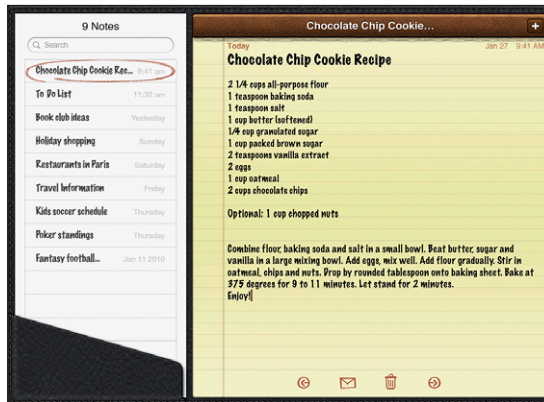 9 Notes
Search
Chocolate Chip Cookie Rec... 9:41 am
To Do List 11:32 am
Book club ideas Yesterday
Holiday shopping Sunday
Restaurants in Paris Saturday
Travel Information Friday
Kids soccer schedule Thursday
Poker standings Thursday
Fantasy football... Jan 11 2010
Chocolate Chip Cookie...
+
Today Jan 27 9:41 AM
Chocolate Chip Cookie Recipe
2 1/4 cups all-purpose flour
1 teaspoon baking soda
1 teaspoon salt
1 cup butter (softened)
1/4 cup granulated sugar
1 cup packed brown sugar
2 teaspoons vanilla extract
2 eggs
1 cup oatmeal
2 cups chocolate chips
Optional: 1 cup chopped nuts
Combine flour, baking soda and salt in a small bowl. Beat butter, sugar and
vanilla in a large mixing bowl. Add eggs, mix well. Add flour gradually. Stir in
oatmeal, chips and nuts. Drop by rounded tablespoon onto baking sheet. Bake at
375 degrees for 9 to 11 minutes. Let stand for 2 minutes.
Enjoy!